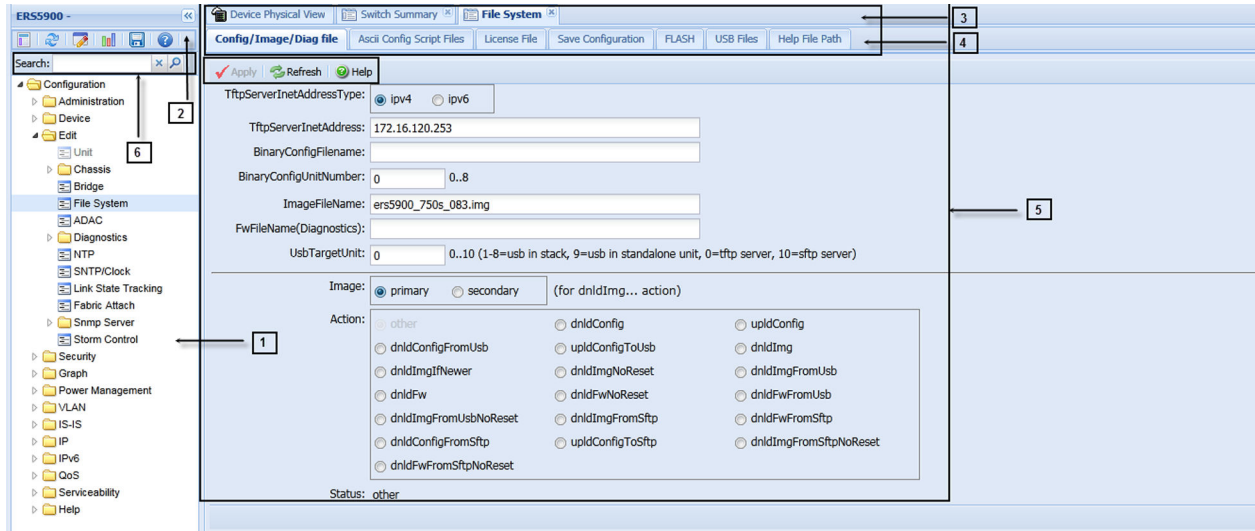 ERS5900 -
Device Physical View
Switch Summary
File System
3
Config/Image/Diag file
Ascii Config Script Files
License File
Save Configuration
FLASH
USB Files
Help File Path
4
Search:
Apply
Refresh
Help
2
6
Configuration
Administration
Device
Edit
Unit
Chassis
Bridge
File System
ADAC
Diagnostics
NTP
SNTP/Clock
Link State Tracking
Fabric Attach
Snmp Server
Storm Control
Security
Graph
Power Management
VLAN
IS-IS
IP
IPv6
QoS
Serviceability
Help
1
TftpServerInetAddressType: ipv4 ipv6
TftpServerInetAddress: 172.16.120.253
BinaryConfigFilename:
BinaryConfigUnitNumber: 0 0..8
ImageFileName: ers5900_750s_083.img
5
FwFileName(Diagnostics):
UsbTargetUnit: 0 0..10 (1-8=usb in stack, 9=usb in standalone unit, 0=tftp server, 10=sftp server)
Image: primary secondary (for dnldImg... action)
Action: other dnldConfig upldConfig
dnldConfigFromUsb upldConfigToUsb dnldImg
dnldImgIfNewer dnldImgNoReset dnldImgFromUsb
dnldFw dnldFwNoReset dnldFwFromUsb
dnldImgFromUsbNoReset dnldImgFromSftp dnldFwFromSftp
dnldConfigFromSftp upldConfigToSftp dnldImgFromSftpNoReset
dnldFwFromSftpNoReset
Status: other